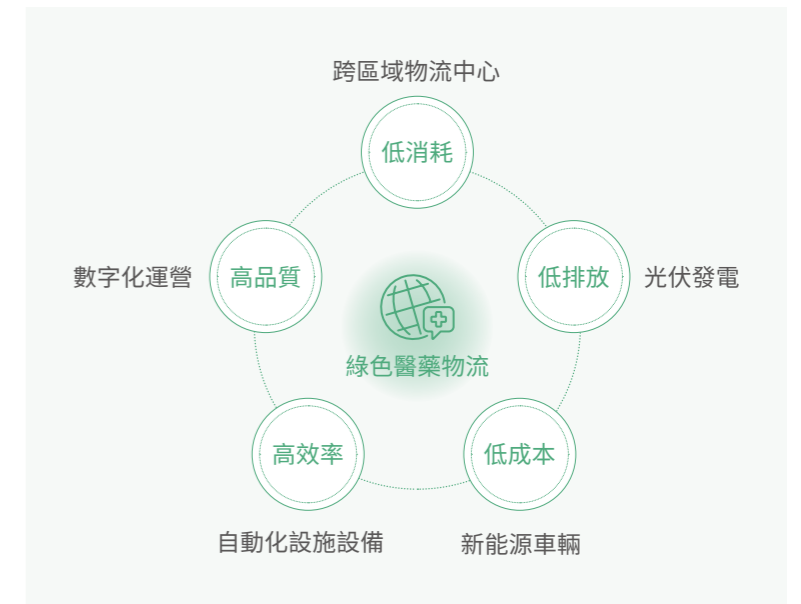 跨區域物流中心
低消耗
數字化運營
高品質
低排放
光伏發電
綠色醫藥物流
高效率
低成本
自動化設施設備
新能源車輛